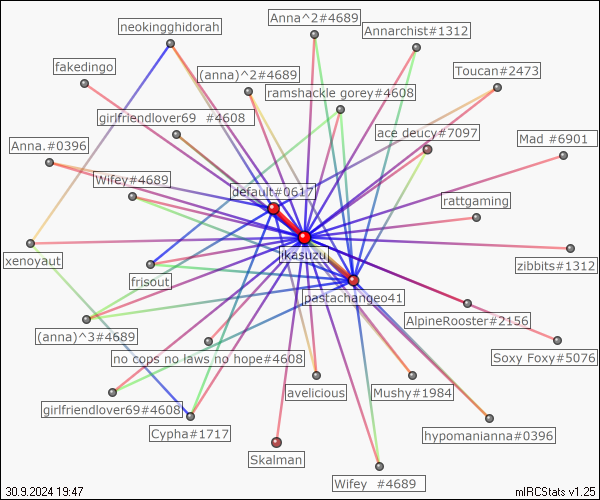 Anna^2#4689
neokingghidorah
Annarchist#1312
fakedingo
(anna)^2#4689
Toucan#2473
ramshackle gorey#4608
girlfriendlover69 #4608
ace deucy#7097
Mad #6901
Anna.#0396
Wifey#4689
default#0617
rattgaming
jkasuzu
xenoyaut
zibbits#1312
frisout
pastachangeo41
AlpineRooster#2156
(anna)^3#4689
no cops no laws no hope#4608
Soxy Foxy#5076
avelicious
Mushy#1984
girlfriendlover69#4608
Cypha#1717
hypomanianna#0396
Skalman
Wifey #4689
30.9.2024 19:47
mIRCStats v1.25